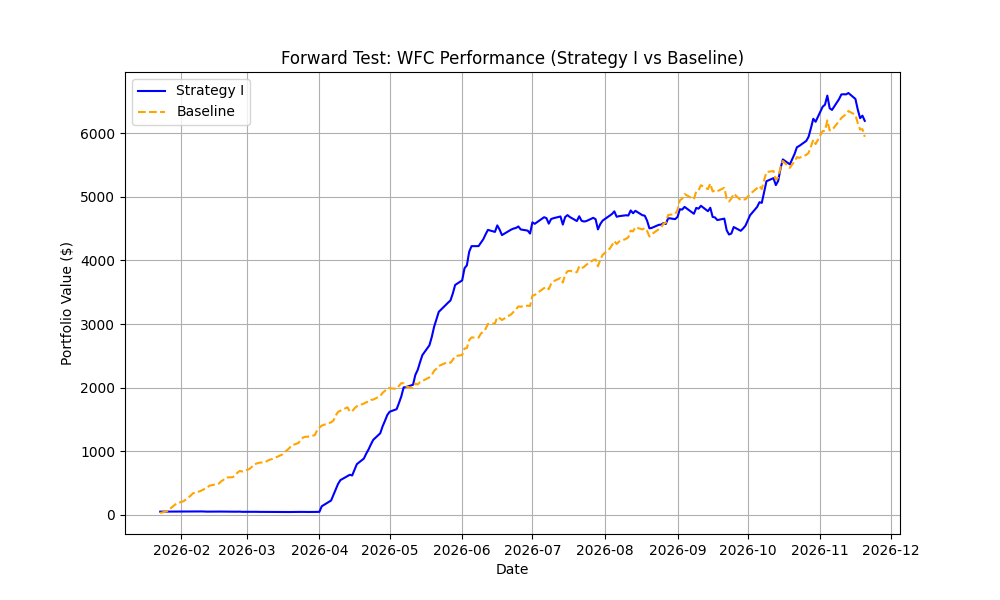 Forward Test: WFC Performance (Strategy I vs Baseline)
Strategy I
Baseline
Portfolio Value ($)
6000
5000
4000
3000
2000
1000
0
2026-02 2026-03 2026-04 2026-05 2026-06 2026-07 2026-08 2026-09 2026-10 2026-11 2026-12
Date